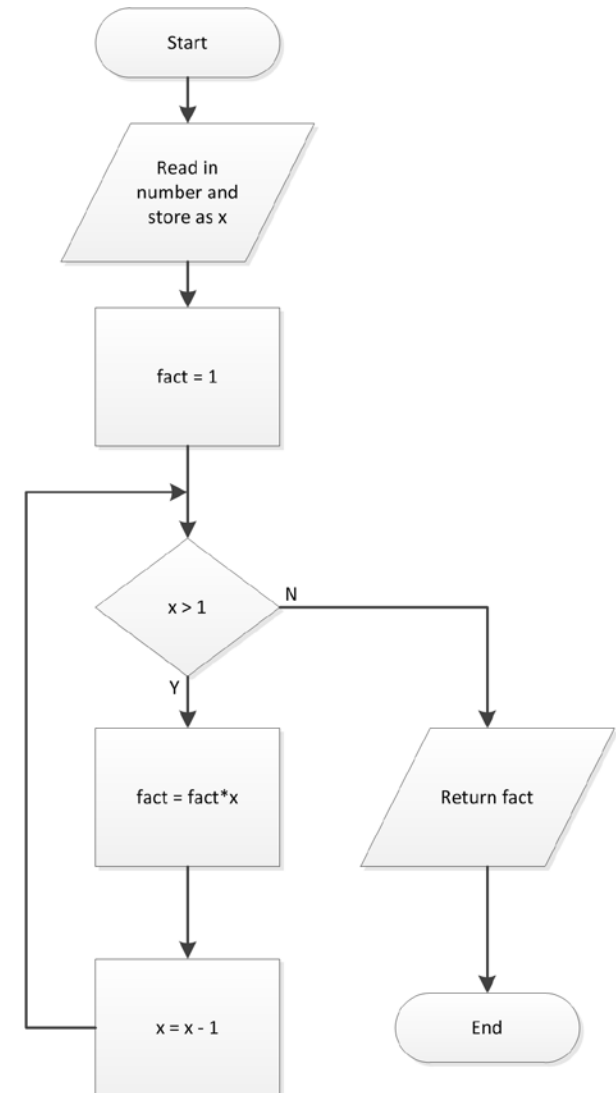 Start
Read in
number and
store as x
fact = 1
x > 1
N
Y
fact = fact*x
Return fact
x = x - 1
End